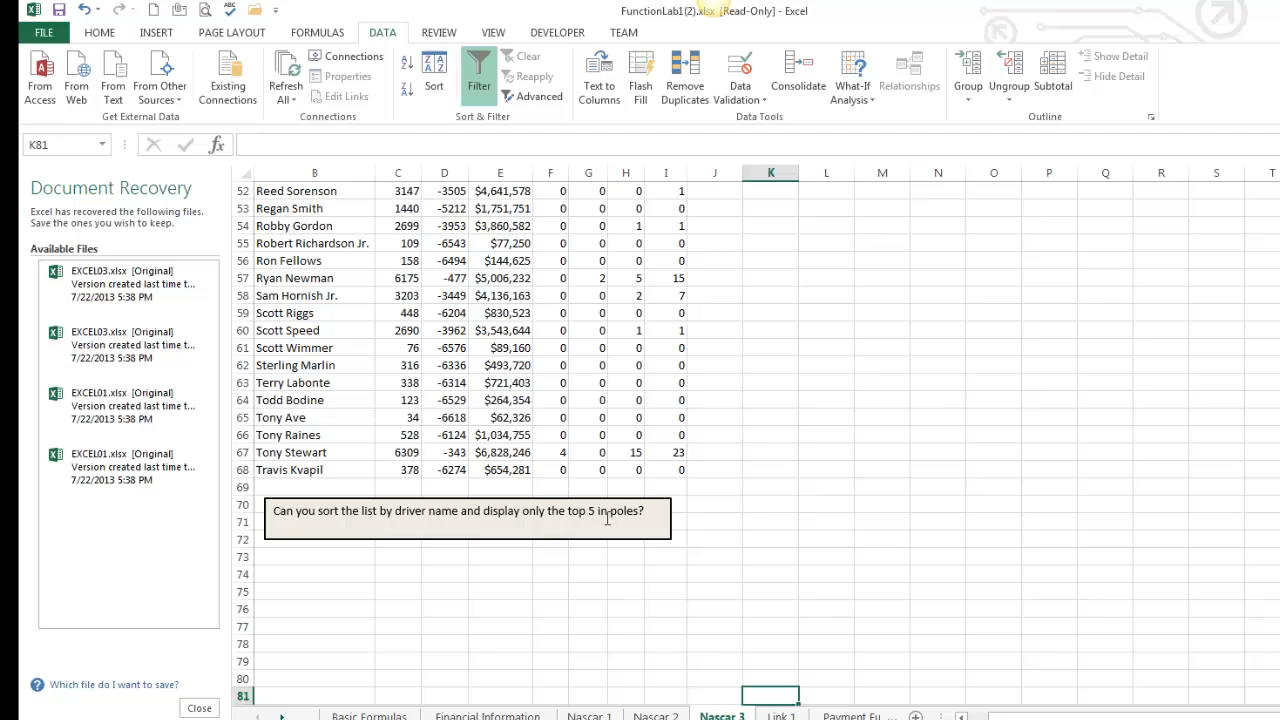 FunctionLab1(2).xlsx [Read-Only] - Excel
FILE HOME INSERT PAGE LAYOUT FORMULAS DATA REVIEW VIEW DEVELOPER TEAM
From Access
From Web
From Text
From Other Sources
Existing Connections
Refresh All
Connections
Properties
Edit Links
Sort
Filter
Clear
Reapply
Advanced
Text to Columns
Flash Fill
Remove Duplicates
Data Validation
Consolidate
What-If Analysis
Relationships
Group
Ungroup
Subtotal
Show Detail
Hide Detail
Get External Data
Connections
Sort & Filter
Data Tools
Outline
K81
fx
Document Recovery
Excel has recovered the following files.
Save the ones you wish to keep.
Available Files
EXCEL03.xlsx [Original]
Version created last time t...
7/22/2013 5:38 PM
EXCEL03.xlsx [Original]
Version created last time t...
7/22/2013 5:38 PM
EXCEL01.xlsx [Original]
Version created last time t...
7/22/2013 5:38 PM
EXCEL01.xlsx [Original]
Version created last time t...
7/22/2013 5:38 PM
Which file do I want to save?
Close
B C D E F G H I J K L M N O P Q R S T
52 Reed Sorenson 3147 -3505 $4,641,578 0 0 0 1
53 Regan Smith 1440 -5212 $1,751,751 0 0 0 0
54 Robby Gordon 2699 -3953 $3,860,582 0 0 1 1
55 Robert Richardson Jr. 109 -6543 $77,250 0 0 0 0
56 Ron Fellows 158 -6494 $144,625 0 0 0 0
57 Ryan Newman 6175 -477 $5,006,232 0 2 5 15
58 Sam Hornish Jr. 3203 -3449 $4,136,163 0 0 2 7
59 Scott Riggs 448 -6204 $830,523 0 0 0 0
60 Scott Speed 2690 -3962 $3,543,644 0 0 1 1
61 Scott Wimmer 76 -6576 $89,160 0 0 0 0
62 Sterling Marlin 316 -6336 $493,720 0 0 0 0
63 Terry Labonte 338 -6314 $721,403 0 0 0 0
64 Todd Bodine 123 -6529 $264,354 0 0 0 0
65 Tony Ave 34 -6618 $62,326 0 0 0 0
66 Tony Raines 528 -6124 $1,034,755 0 0 0 0
67 Tony Stewart 6309 -343 $6,828,432 4 0 15 23
68 Travis Kvapil 378 -6274 $654,281 0 0 0 0
69
70
71
72
Can you sort the list by driver name and display only the top 5 in poles?
73
74
75
76
77
78
79
80
81
Basic Formulas Financial Information Nascar 1 Nascar 2 Nascar 3 Link 1 Payment Fu